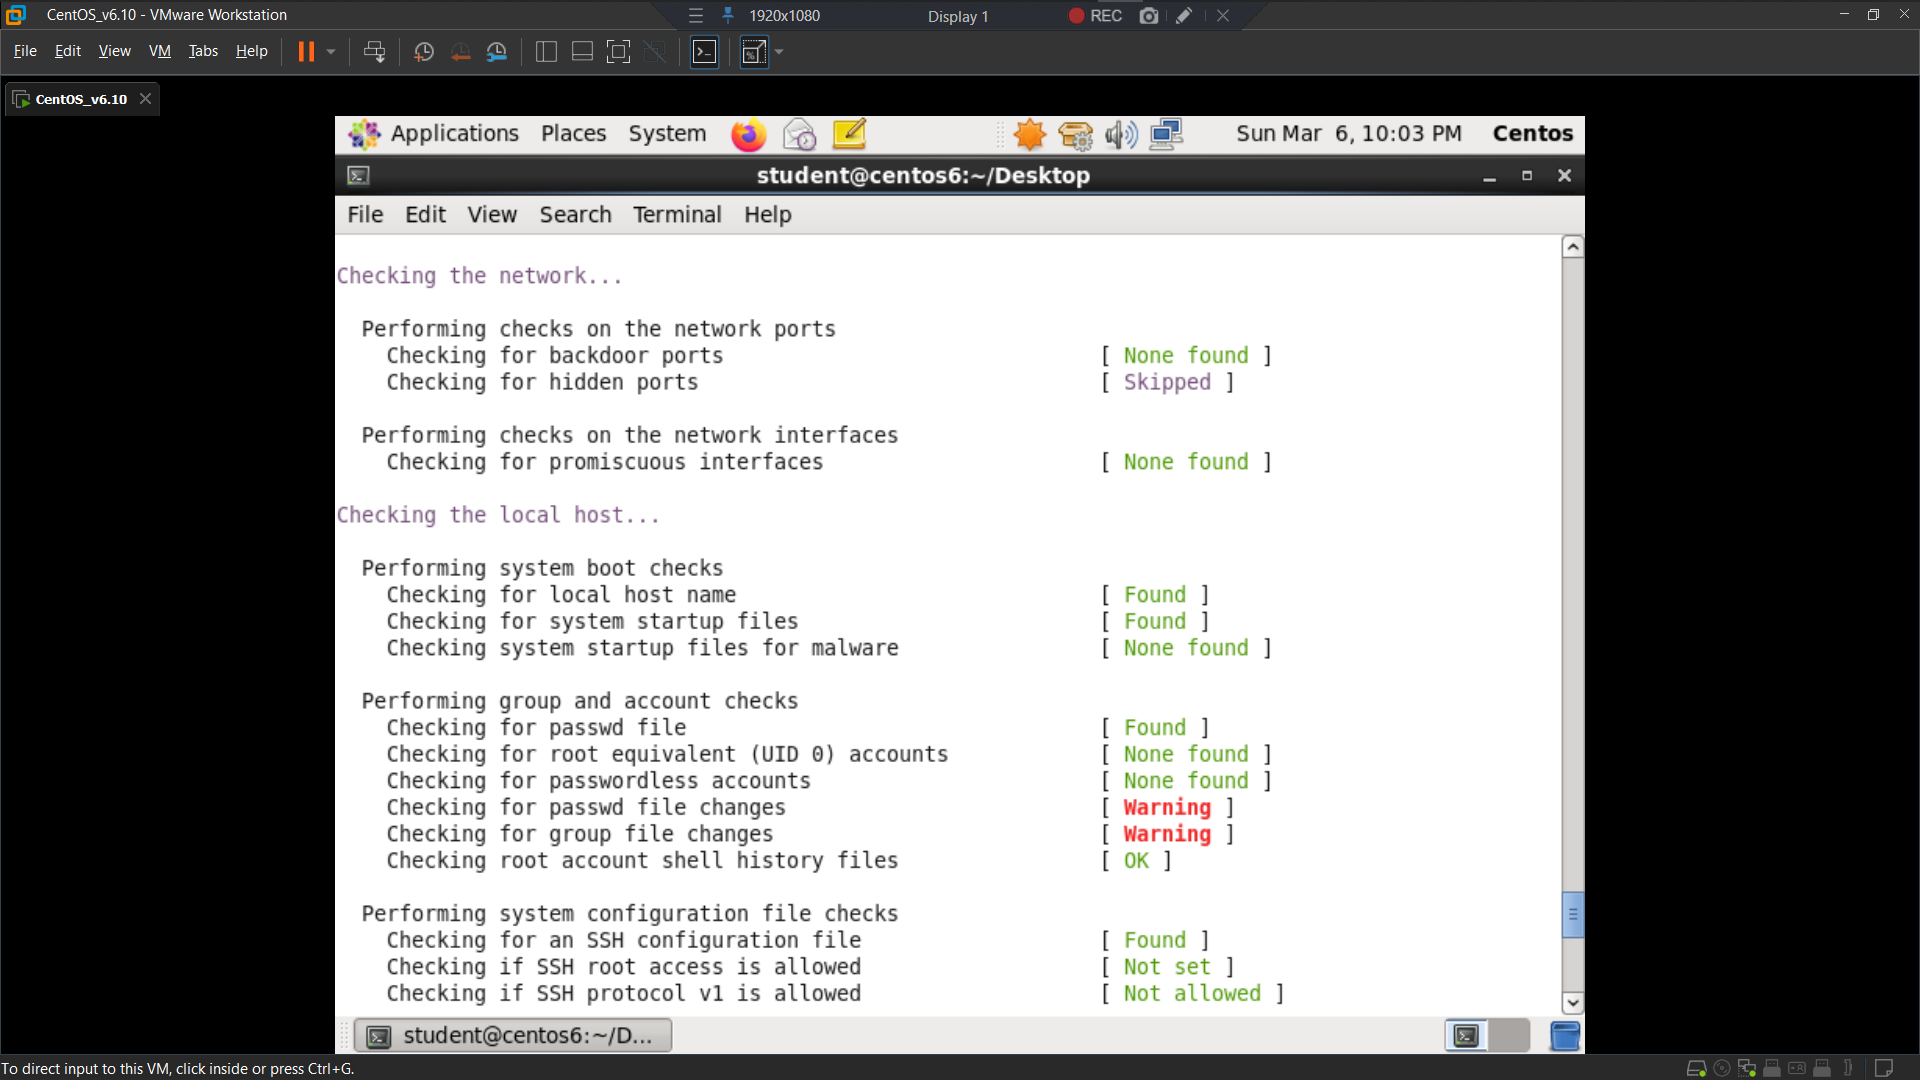 CentOS_v6.10 - VMware Workstation
1920x1080
Display 1
REC
File Edit View VM Tabs Help
CentOS_v6.10
Applications Places System
Sun Mar 6, 10:03 PM Centos
student@centos6:~/Desktop
File Edit View Search Terminal Help
Checking the network...
Performing checks on the network ports
Checking for backdoor ports [ None found ]
Checking for hidden ports [ Skipped ]
Performing checks on the network interfaces
Checking for promiscuous interfaces [ None found ]
Checking the local host...
Performing system boot checks
Checking for local host name [ Found ]
Checking for system startup files [ Found ]
Checking system startup files for malware [ None found ]
Performing group and account checks
Checking for passwd file [ Found ]
Checking for root equivalent (UID 0) accounts [ None found ]
Checking for passwordless accounts [ None found ]
Checking for passwd file changes [ Warning ]
Checking for group file changes [ Warning ]
Checking root account shell history files [ OK ]
Performing system configuration file checks
Checking for an SSH configuration file [ Found ]
Checking if SSH root access is allowed [ Not set ]
Checking if SSH protocol v1 is allowed [ Not allowed ]
student@centos6:~/D...
To direct input to this VM, click inside or press Ctrl+G.